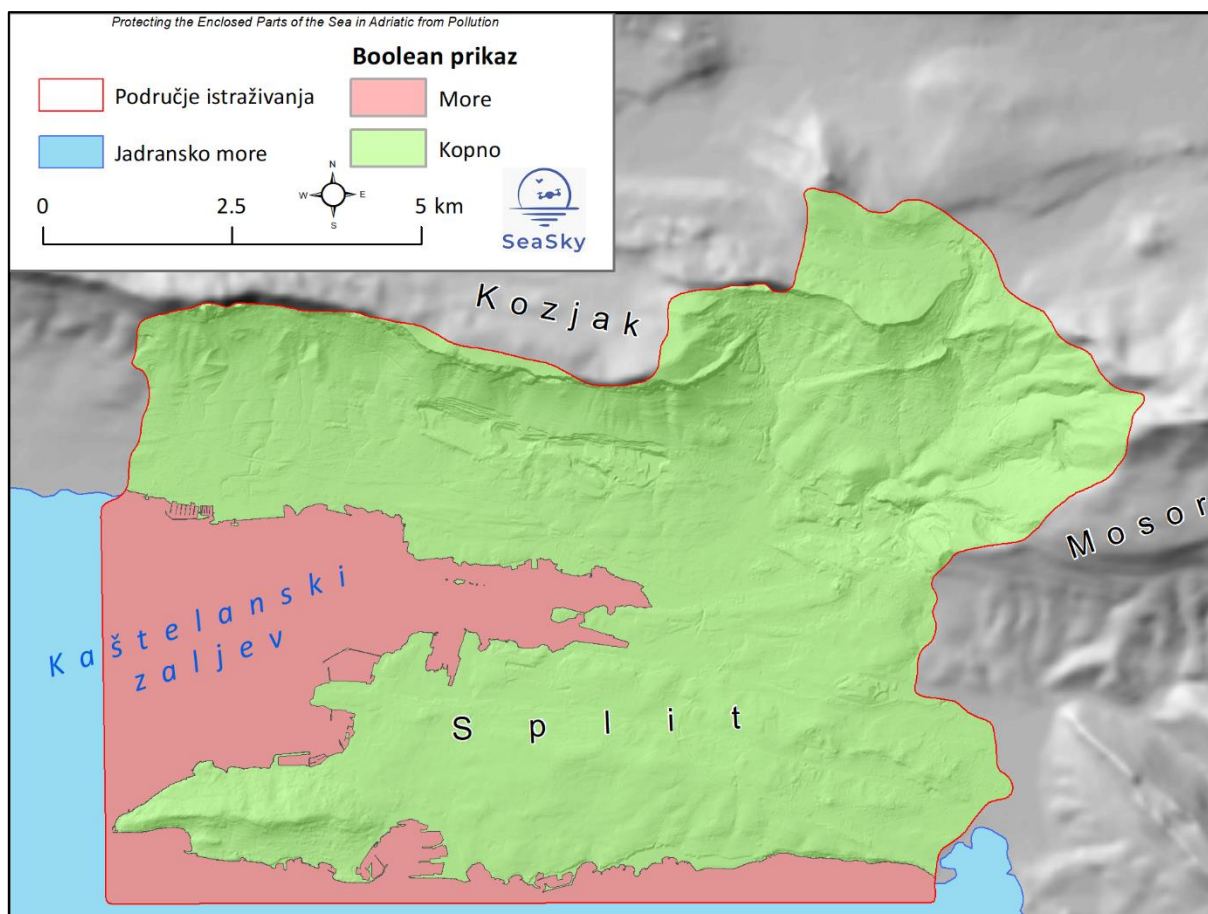 Protecting the Enclosed Parts of the Sea in Adriatic from Pollution
Boolean prikaz
Područje istraživanja
More
Jadransko more
Kopno
N
W E
S
0 2.5 5 km
SeaSky
Kozjak
Mosor
Kaštelanski
zaljev
Split